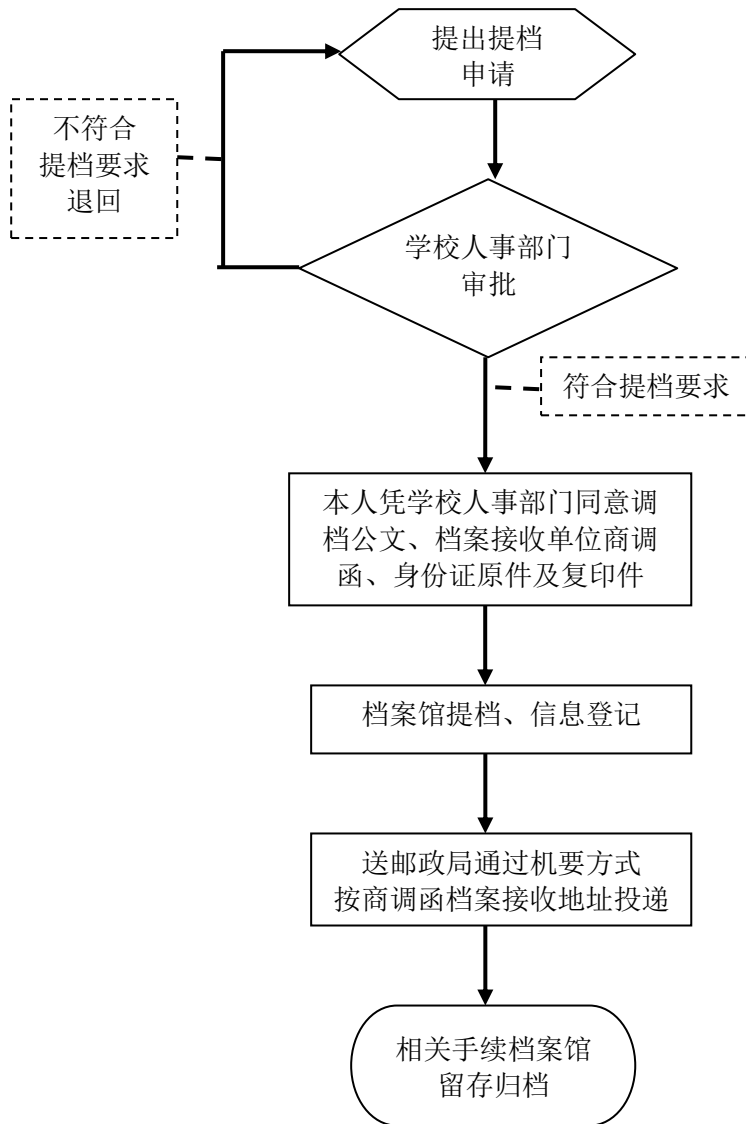 提出提档
申请
不符合
提档要求
退回
学校人事部门
审批
符合提档要求
本人凭学校人事部门同意调
档公文、档案接收单位商调
函、身份证原件及复印件
档案馆提档、信息登记
送邮政局通过机要方式
按商调函档案接收地址投递
相关手续档案馆
留存归档